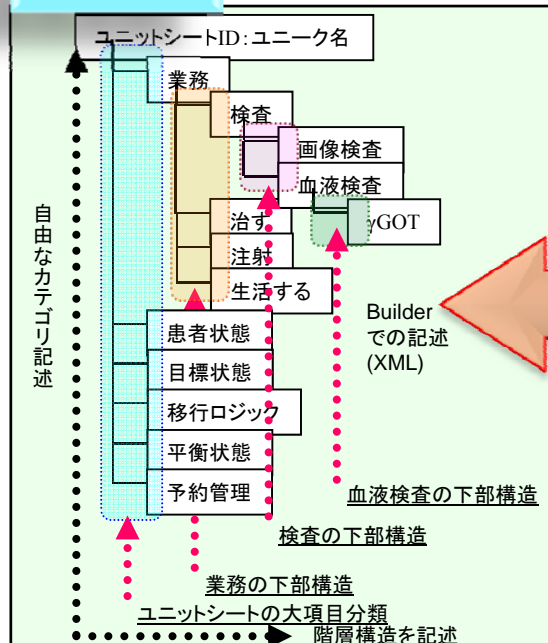 ユニットシートID:ユニーク名
業務
検査
画像検査
血液検査
γGOT
治す
注射
生活する
患者状態
目標状態
移行ロジック
平衡状態
予約管理
自由なカテゴリ記述
Builder
での記述
(XML)
血液検査の下部構造
検査の下部構造
業務の下部構造
ユニットシートの大項目分類
階層構造を記述